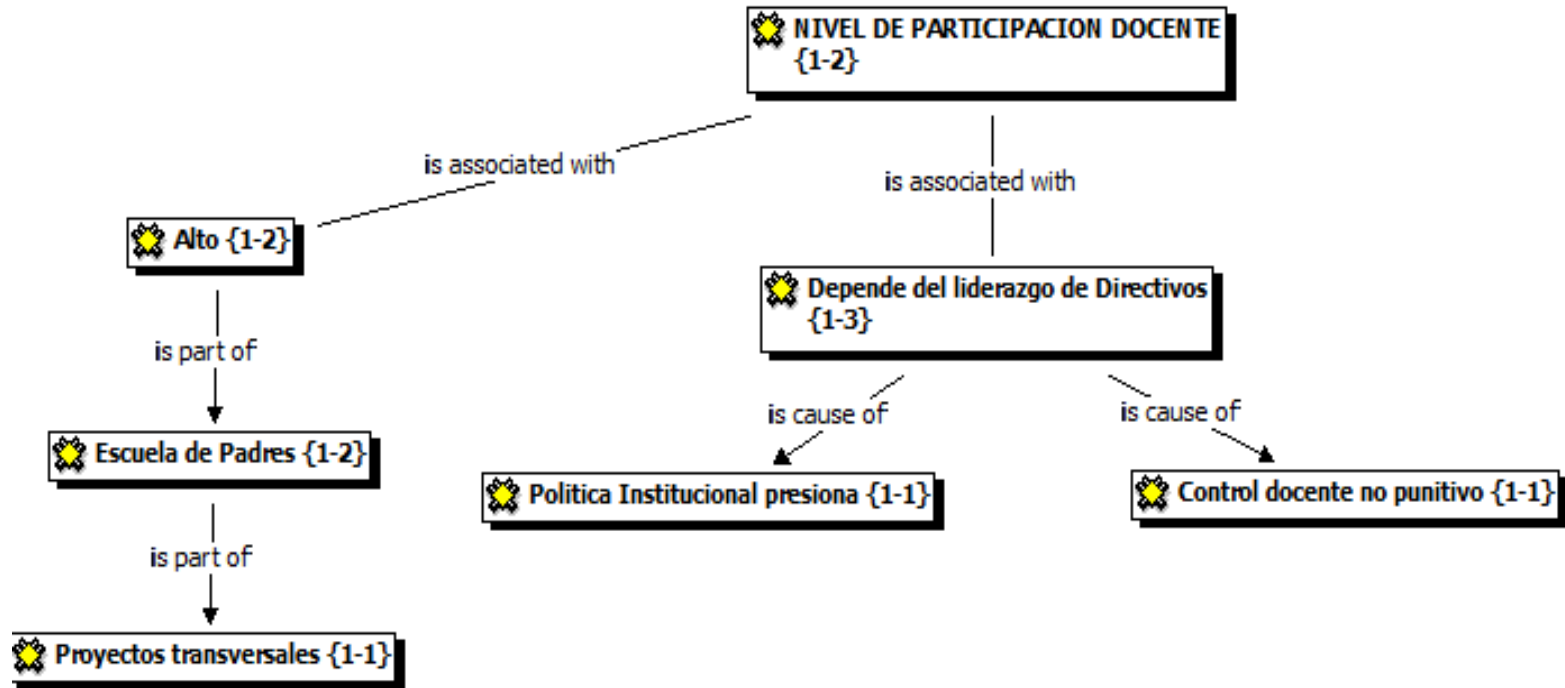 NIVEL DE PARTICIPACION DOCENTE
{1-2}
is associated with
is associated with
Alto {1-2}
Depende del liderazgo de Directivos
{1-3}
is part of
is cause of
is cause of
Escuela de Padres {1-2}
Politica Institucional presiona {1-1}
Control docente no punitivo {1-1}
is part of
Proyectos transversales {1-1}